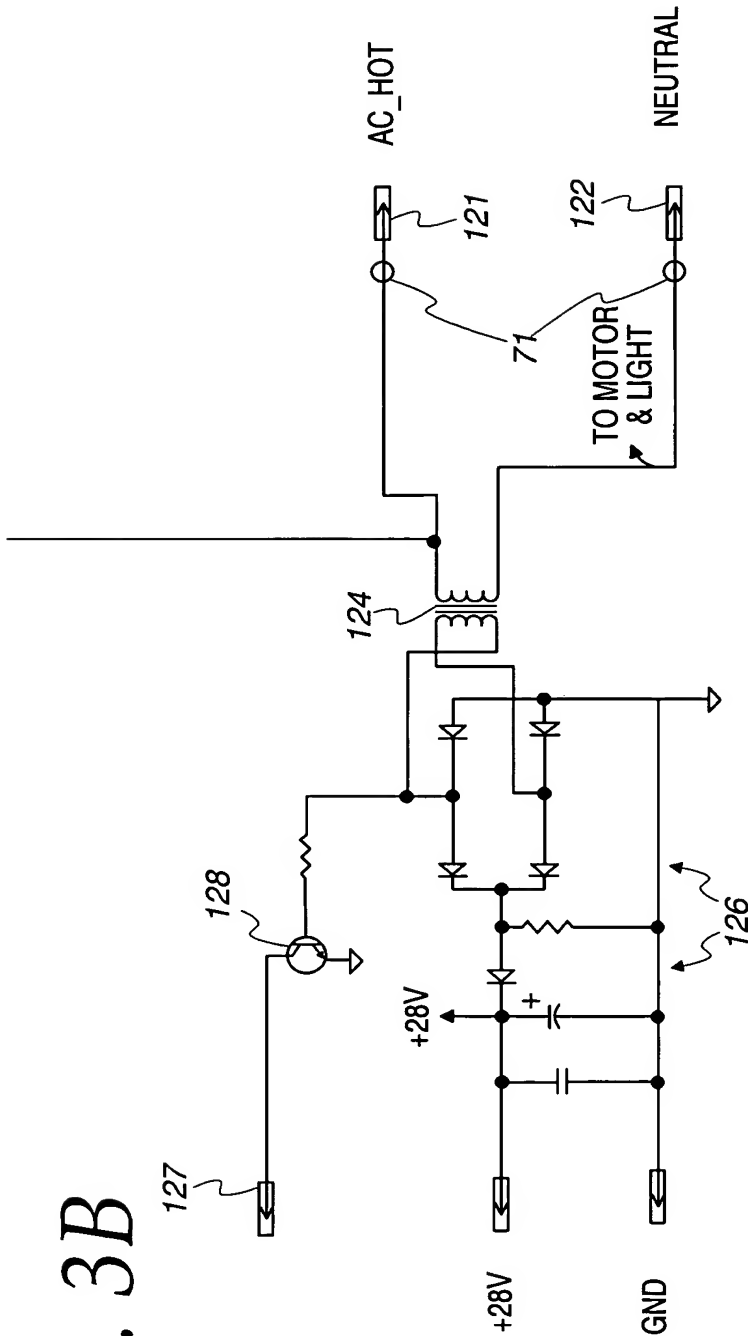 . 3B
127
128
124
AC_HOT
121
71
122
NEUTRAL
TO MOTOR
& LIGHT
+28V
+
126
+28V
GND